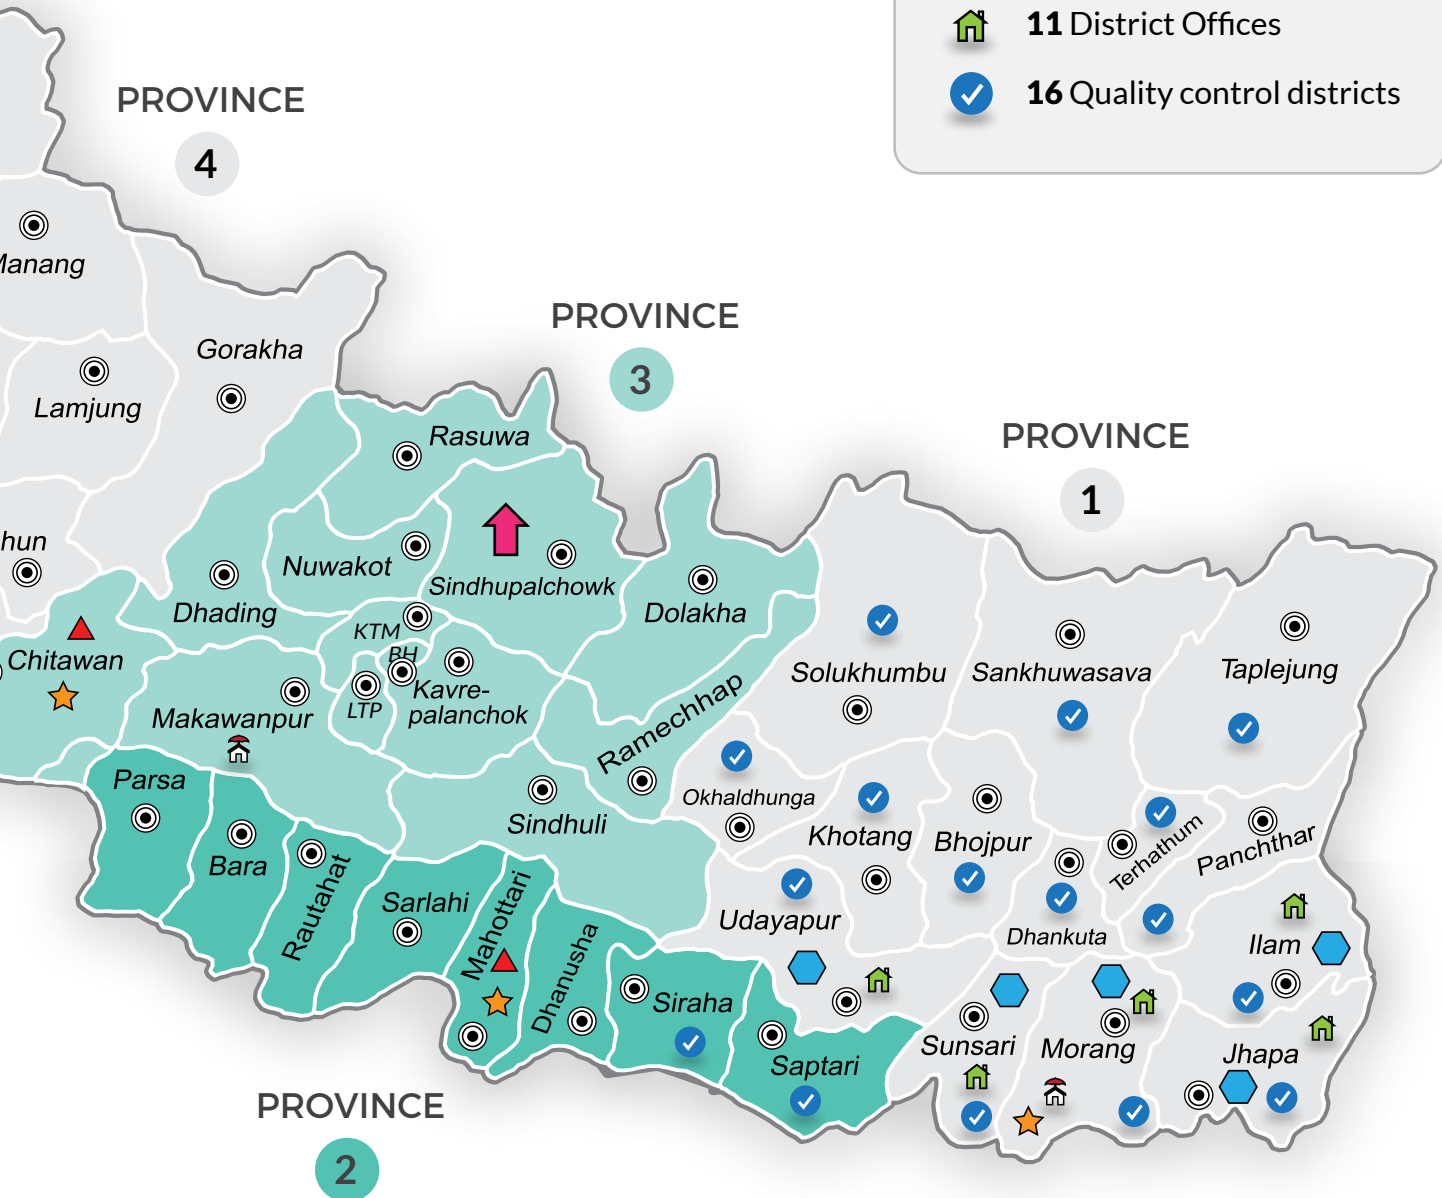 11 District Offices
16 Quality control districts
PROVINCE
4
Manang
Gorakha
Lamjung
PROVINCE
3
Rasuwa
PROVINCE
1
hun
Nuwakot
Sindhupalchowk
Dhading
Dolakha
KTM
BH
Chitawan
Kavre-
palanchok
LTP
Makawanpur
Ramechhap
Solukhumbu
Sankhuwasava
Taplejung
Parsa
Okhaldhunga
Sindhuli
Khotang
Bhojpur
Terhathum
Panchthar
Bara
Rautahat
Sarlahi
Mahottari
Dhanusha
Udayapur
Dhankuta
Ilam
Siraha
Saptari
Sunsari
Morang
Jhapa
PROVINCE
2